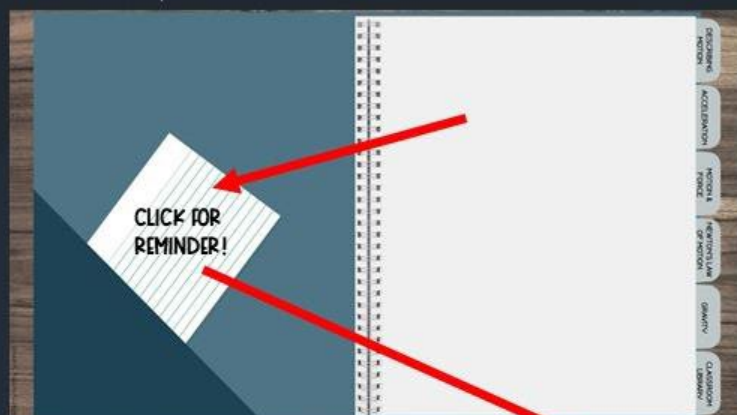 CLICK FOR
REMINDER!
DESCRIBING
MOTION
ACCELERATION
MOTION &
FORCE
NEWTON'S LAW
OF MOTION
GRAVITY
CLASSROOM
LIBRARY